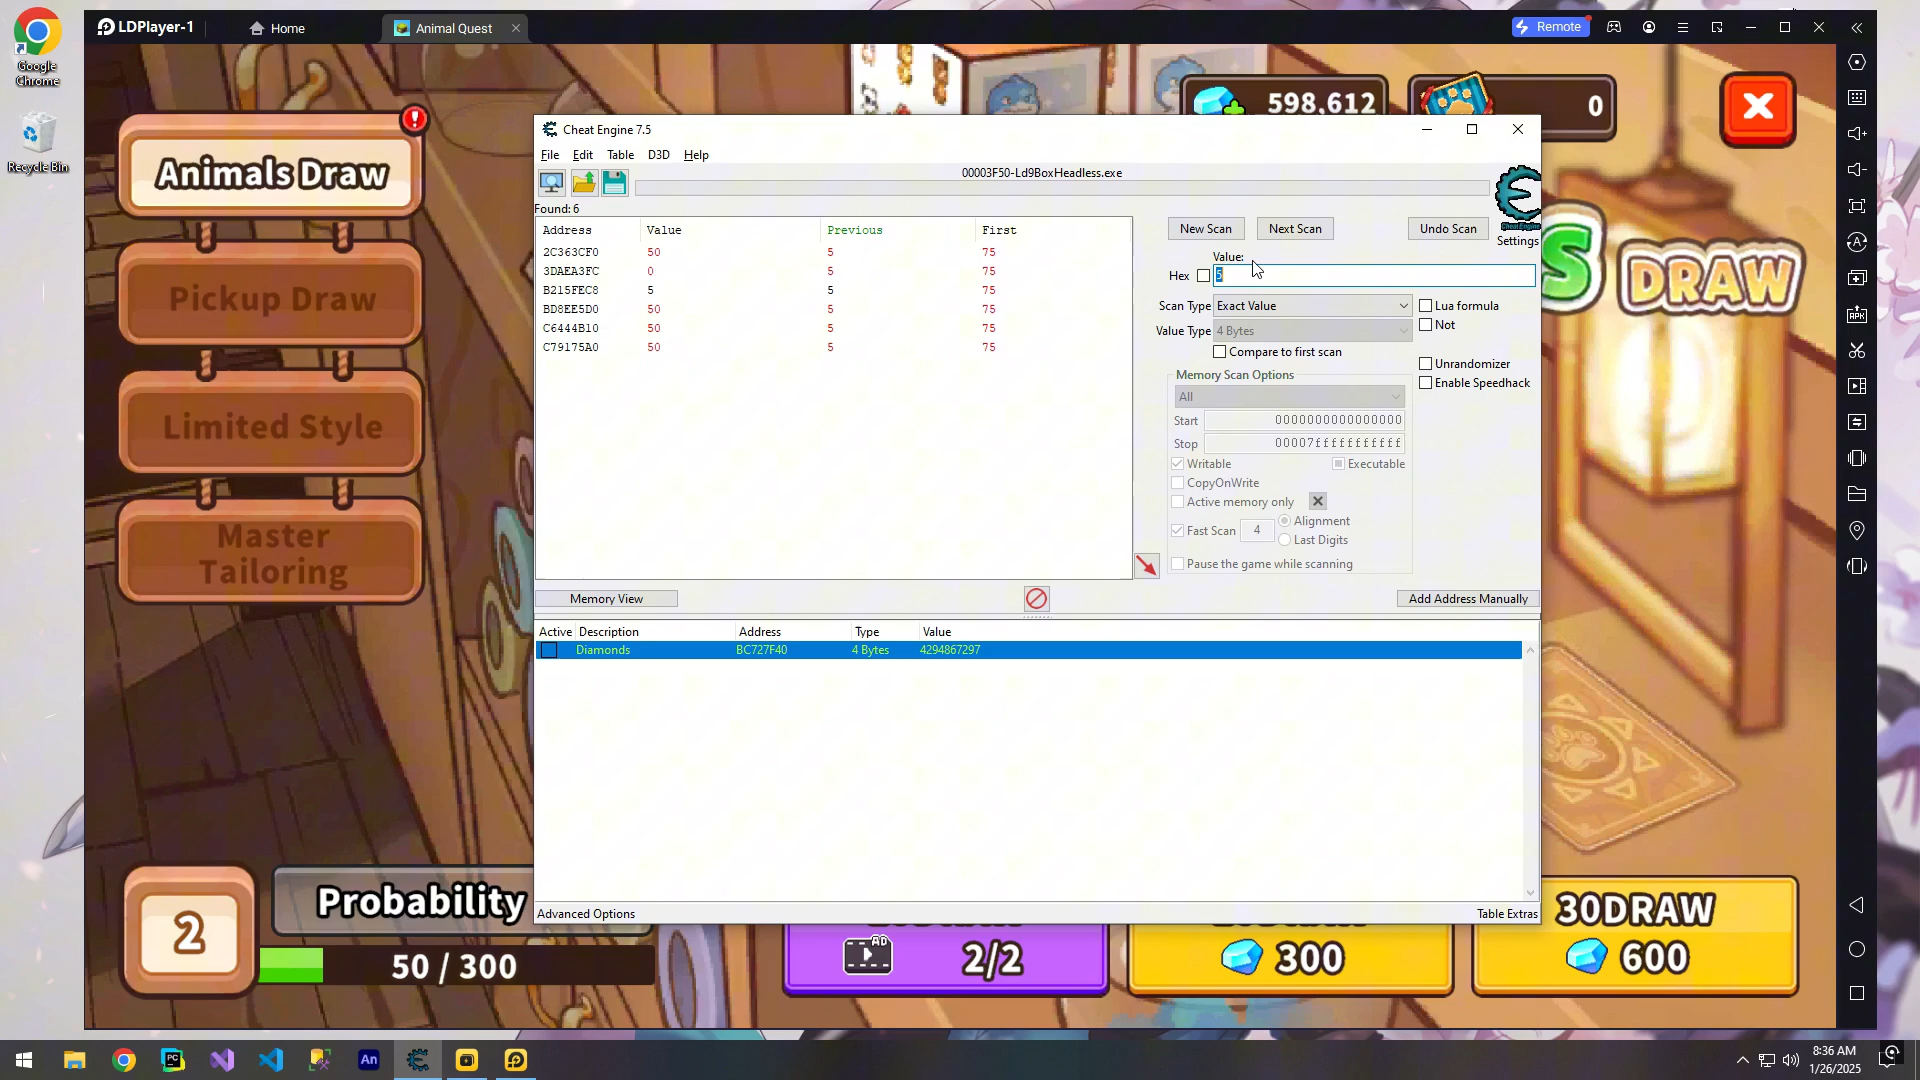 LDPlayer-1
Home
Animal Quest
Remote
Google
Chrome
Recycle Bin
598,612
0
Animals Draw
!
Pickup Draw
Limited Style
Master
Tailoring
S DRAW
Cheat Engine 7.5
File Edit Table D3D Help
00003F50-Ld9BoxHeadless.exe
Found: 6
Address Value Previous First
2C363CF0 50 5 75
3DAEA3FC 0 5 75
B215FEC8 5 5 75
BD8EE5D0 50 5 75
C6444B10 50 5 75
C79175A0 50 5 75
New Scan Next Scan Undo Scan
Cheat Engine
Settings
Value:
Hex 5
Scan Type Exact Value
Lua formula
Value Type 4 Bytes
Not
Compare to first scan
Memory Scan Options
All
Unrandomizer
Enable Speedhack
Start 0000000000000000
Stop 00007fffffffffff
Writable Executable
CopyOnWrite
Active memory only
Fast Scan 4 Alignment
Last Digits
Pause the game while scanning
Memory View
Add Address Manually
Active Description Address Type Value
Diamonds BC727F40 4 Bytes 4294867297
Advanced Options
Table Extras
2
Probability
50 / 300
AD
2/2
300
30DRAW
600
APK
PC
An
8:36 AM
1/26/2025